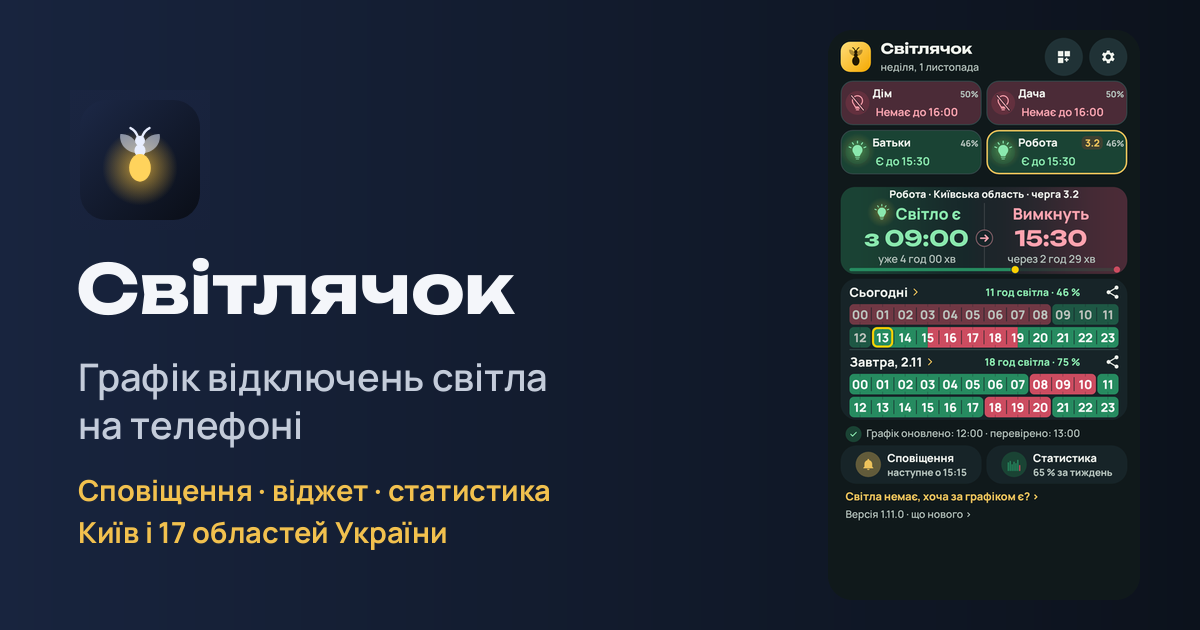 Світлячок
Графік відключень світла
на телефоні
Сповіщення · віджет · статистика
Київ і 17 областей України
Світлячок
неділя, 1 листопада
Дім 50%
Немає до 16:00
Дача 50%
Немає до 16:00
Батьки 46%
Є до 15:30
Робота 3.2 46%
Є до 15:30
Робота · Київська область · черга 3.2
Світло є
з 09:00
уже 4 год 00 хв
Вимкнуть
15:30
через 2 год 29 хв
Сьогодні › 11 год світла · 46 %
00 01 02 03 04 05 06 07 08 09 10 11
12 13 14 15 16 17 18 19 20 21 22 23
Завтра, 2.11 › 18 год світла · 75 %
00 01 02 03 04 05 06 07 08 09 10 11
12 13 14 15 16 17 18 19 20 21 22 23
Графік оновлено: 12:00 · перевірено: 13:00
Сповіщення
наступне о 15:15
Статистика
65 % за тиждень
Світла немає, хоча за графіком є? ›
Версія 1.11.0 · що нового ›